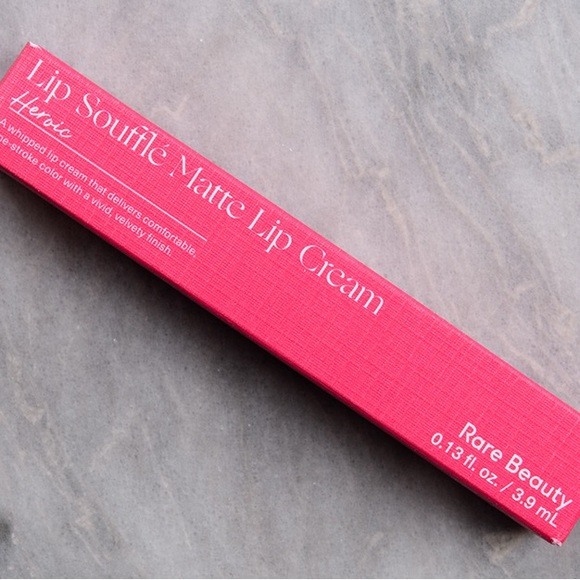 Lip Soufflé Matte Lip Cream
Heroic
A whipped lip cream that delivers comfortable,
e-stroke color with a vivid, velvety finish.
Rare Beauty
0.13 fl. oz. / 3.9 mL